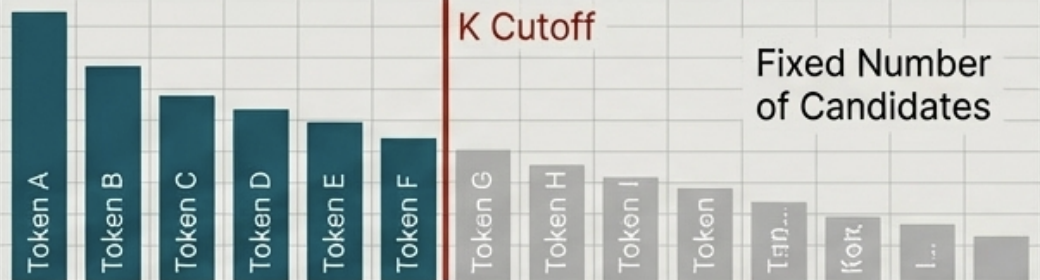 K Cutoff
Fixed Number
of Candidates
Token A
Token B
Token C
Token D
Token E
Token F
Token G
Token H
Token I
Token